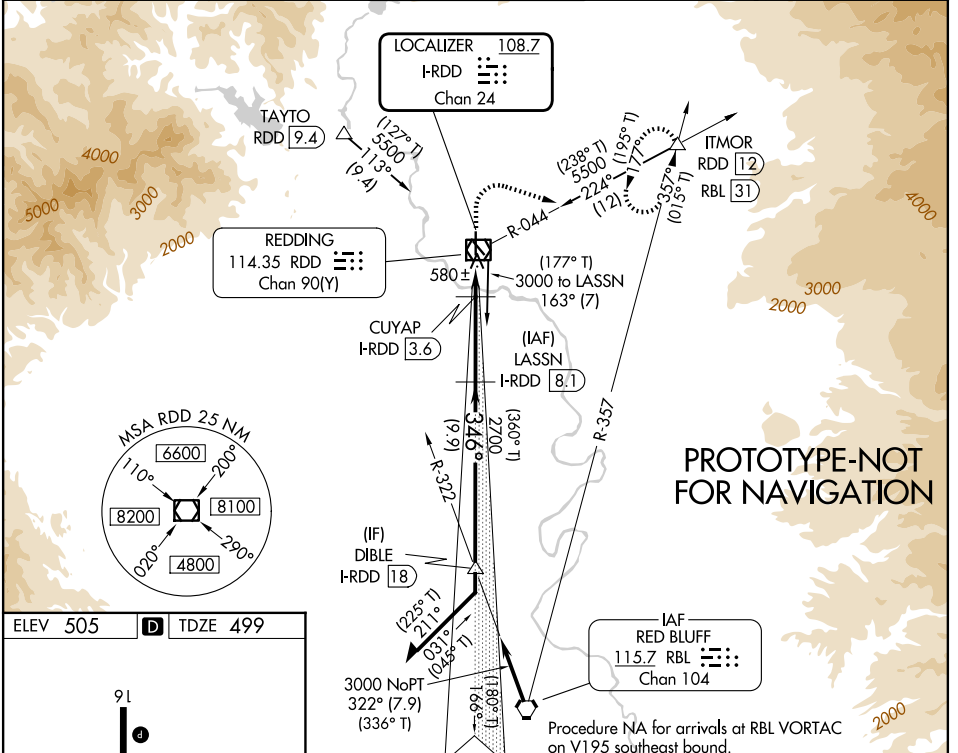 LOCALIZER 108.7
I-RDD
Chan 24
TAYTO
RDD 9.4
(127° T)
5500
113°
(9.4)
4000
5000
3000
2000
ITMOR
RDD 12
RBL 31
(195° T)
177°
(238° T)
5500
224°
(12)
R-044
357°
(015° T)
4000
3000
2000
REDDING
114.35 RDD
Chan 90(Y)
580±
(177° T)
3000 to LASSN
163° (7)
CUYAP
I-RDD 3.6
(IAF)
LASSN
I-RDD 8.1
(360° T)
2700
346°
(9.9)
R-357
R-322
MSA RDD 25 NM
6600
110°
200°
8200
8100
020°
290°
4800
PROTOTYPE-NOT
FOR NAVIGATION
(IF)
DIBLE
I-RDD 18
(225° T)
211°
031°
(045° T)
3000 NoPT
322° (7.9)
(336° T)
(180° T)
166°
IAF
RED BLUFF
115.7 RBL
Chan 104
Procedure NA for arrivals at RBL VORTAC
on V195 southeast bound.
2000
ELEV 505 D TDZE 499
16
P